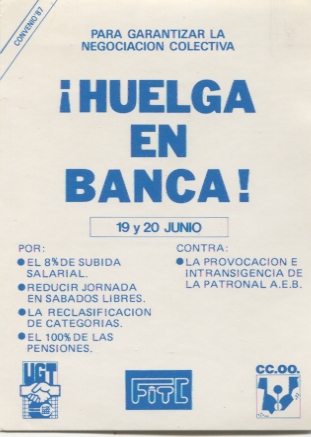 CONVENIO'87
PARA GARANTIZAR LA
NEGOCIACION COLECTIVA
¡HUELGA
EN
BANCA!
19 y 20 JUNIO
POR:
●EL 8% DE SUBIDA
SALARIAL.
●REDUCIR JORNADA
EN SABADOS LIBRES.
●LA RECLASIFICACION
DE CATEGORIAS.
●EL 100% DE LAS
PENSIONES.
CONTRA:
●LA PROVOCACION E
INTRANSIGENCIA DE
LA PATRONAL A.E.B.
UGT
FITC
CC.OO.